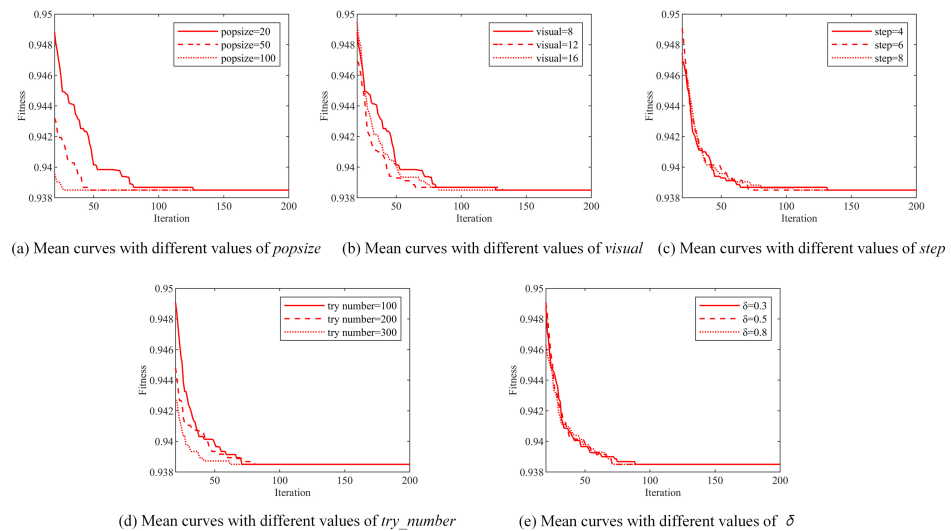 0.95
0.948
0.946
0.944
0.942
0.94
0.938
Fitness
50
100
150
200
Iteration
popsize=20
popsize=50
popsize=100
(a) Mean curves with different values of popsize
0.95
0.948
0.946
0.944
0.942
0.94
0.938
Fitness
50
100
150
200
Iteration
visual=8
visual=12
visual=16
(b) Mean curves with different values of visual
0.95
0.948
0.946
0.944
0.942
0.94
0.938
Fitness
50
100
150
200
Iteration
step=4
step=6
step=8
(c) Mean curves with different values of step
0.95
0.948
0.946
0.944
0.942
0.94
0.938
Fitness
50
100
150
200
Iteration
try number=100
try number=200
try number=300
(d) Mean curves with different values of try_number
0.95
0.948
0.946
0.944
0.942
0.94
0.938
Fitness
50
100
150
200
Iteration
δ=0.3
δ=0.5
δ=0.8
(e) Mean curves with different values of δ